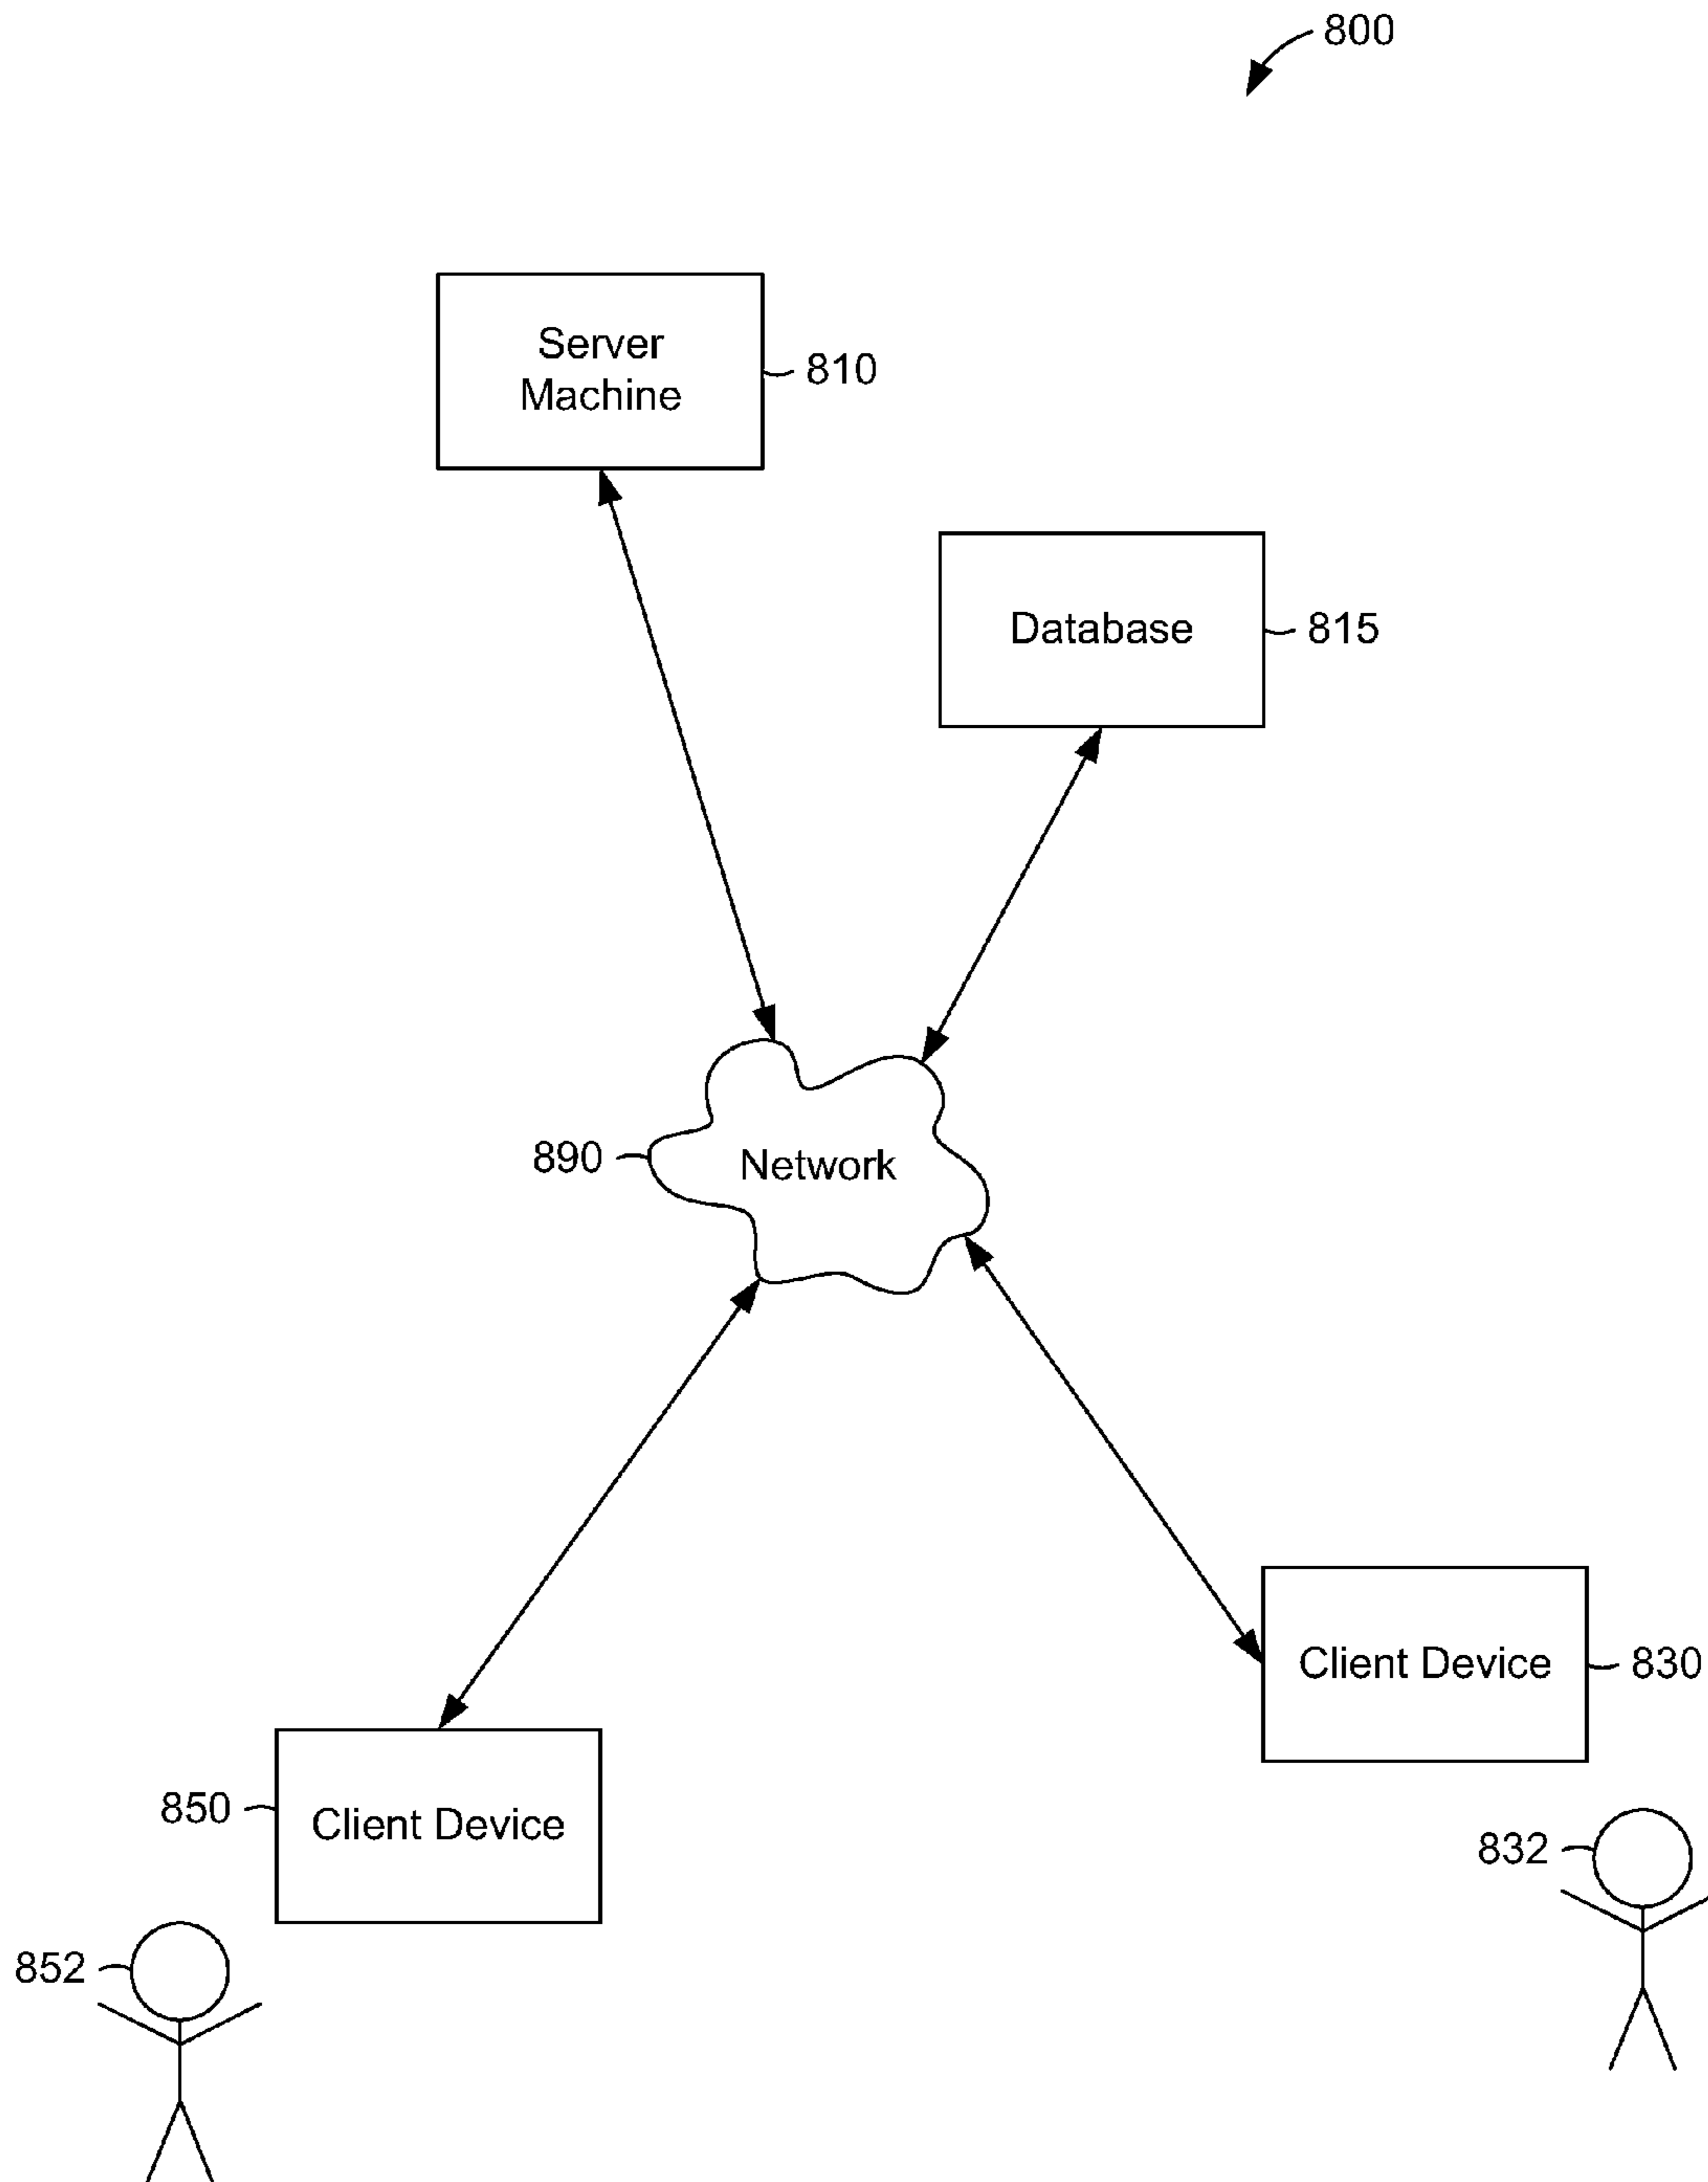 800
Server
Machine
810
Database
815
890
Network
Client Device
830
850
Client Device
832
852